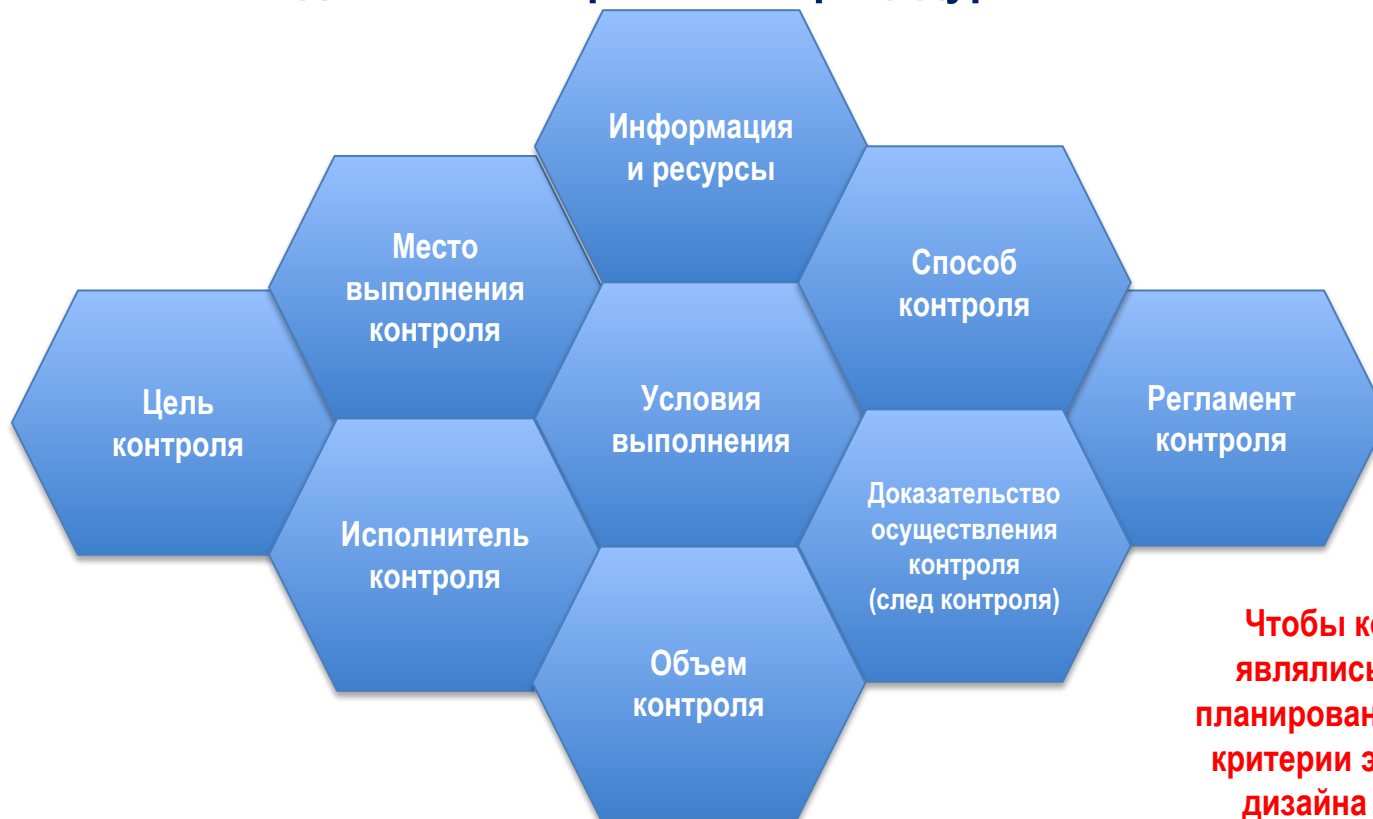 Информация
и ресурсы
Место
выполнения
контроля
Способ
контроля
Цель
контроля
Условия
выполнения
Регламент
контроля
Исполнитель
контроля
Доказательство
осуществления
контроля
(след контроля)
Объем
контроля
Чтобы
являлись
критерии
дизайна